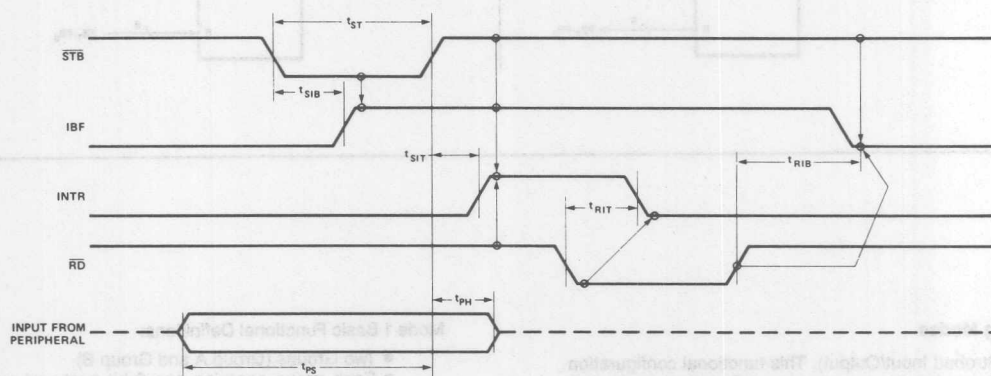 tST
STB
tSIB
IBF
tSIT
tRIB
INTR
tRIT
RD
tPH
INPUT FROM
PERIPHERAL
Mode 1 Basic Functional Definitions
Two Groups (Group A and Group B)
Input/Output). This functional configuration
tPS